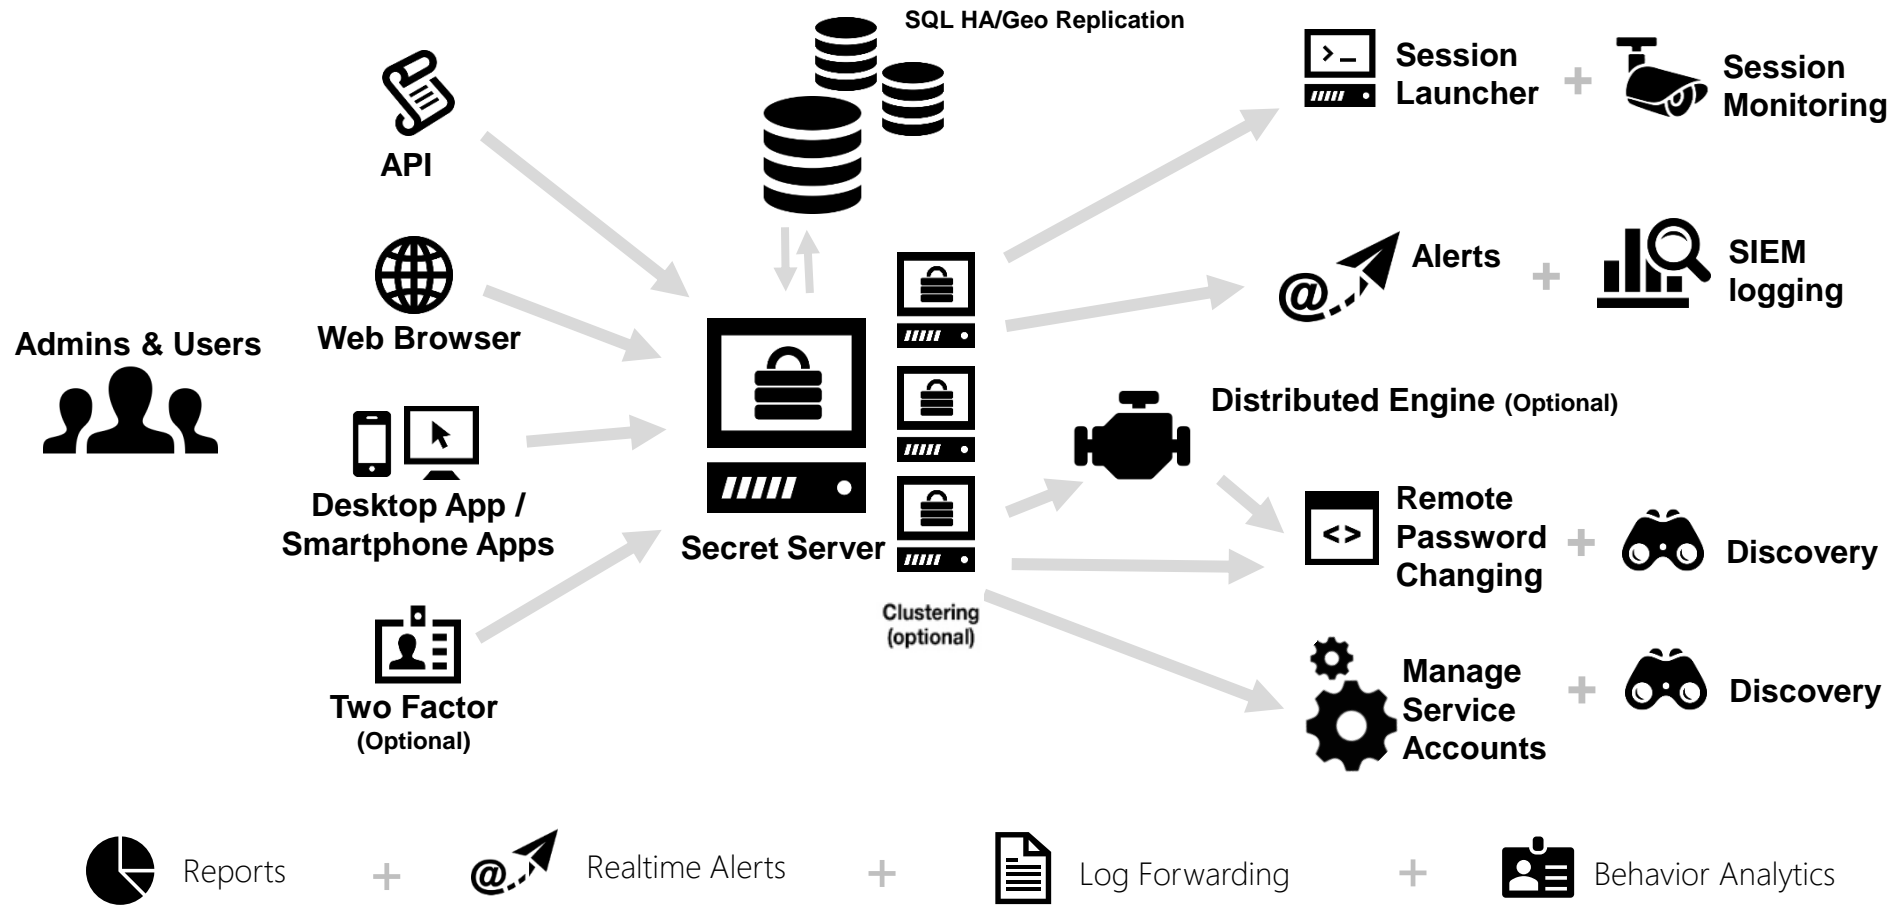 SQL HA/Geo Replication
API
Web Browser
Admins & Users
Desktop App /
Smartphone Apps
Two Factor
(Optional)
Secret Server
Clustering
(optional)
Session
Launcher
+
Session
Monitoring
@
Alerts
+
SIEM
logging
Distributed Engine (Optional)
Remote
Password
Changing
+
Discovery
Manage
Service
Accounts
+
Discovery
Reports
+
@
Realtime Alerts
+
Log Forwarding
+
Behavior Analytics